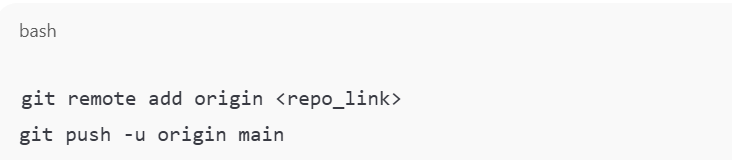 bash
git remote add origin <repo_link>
git push -u origin main